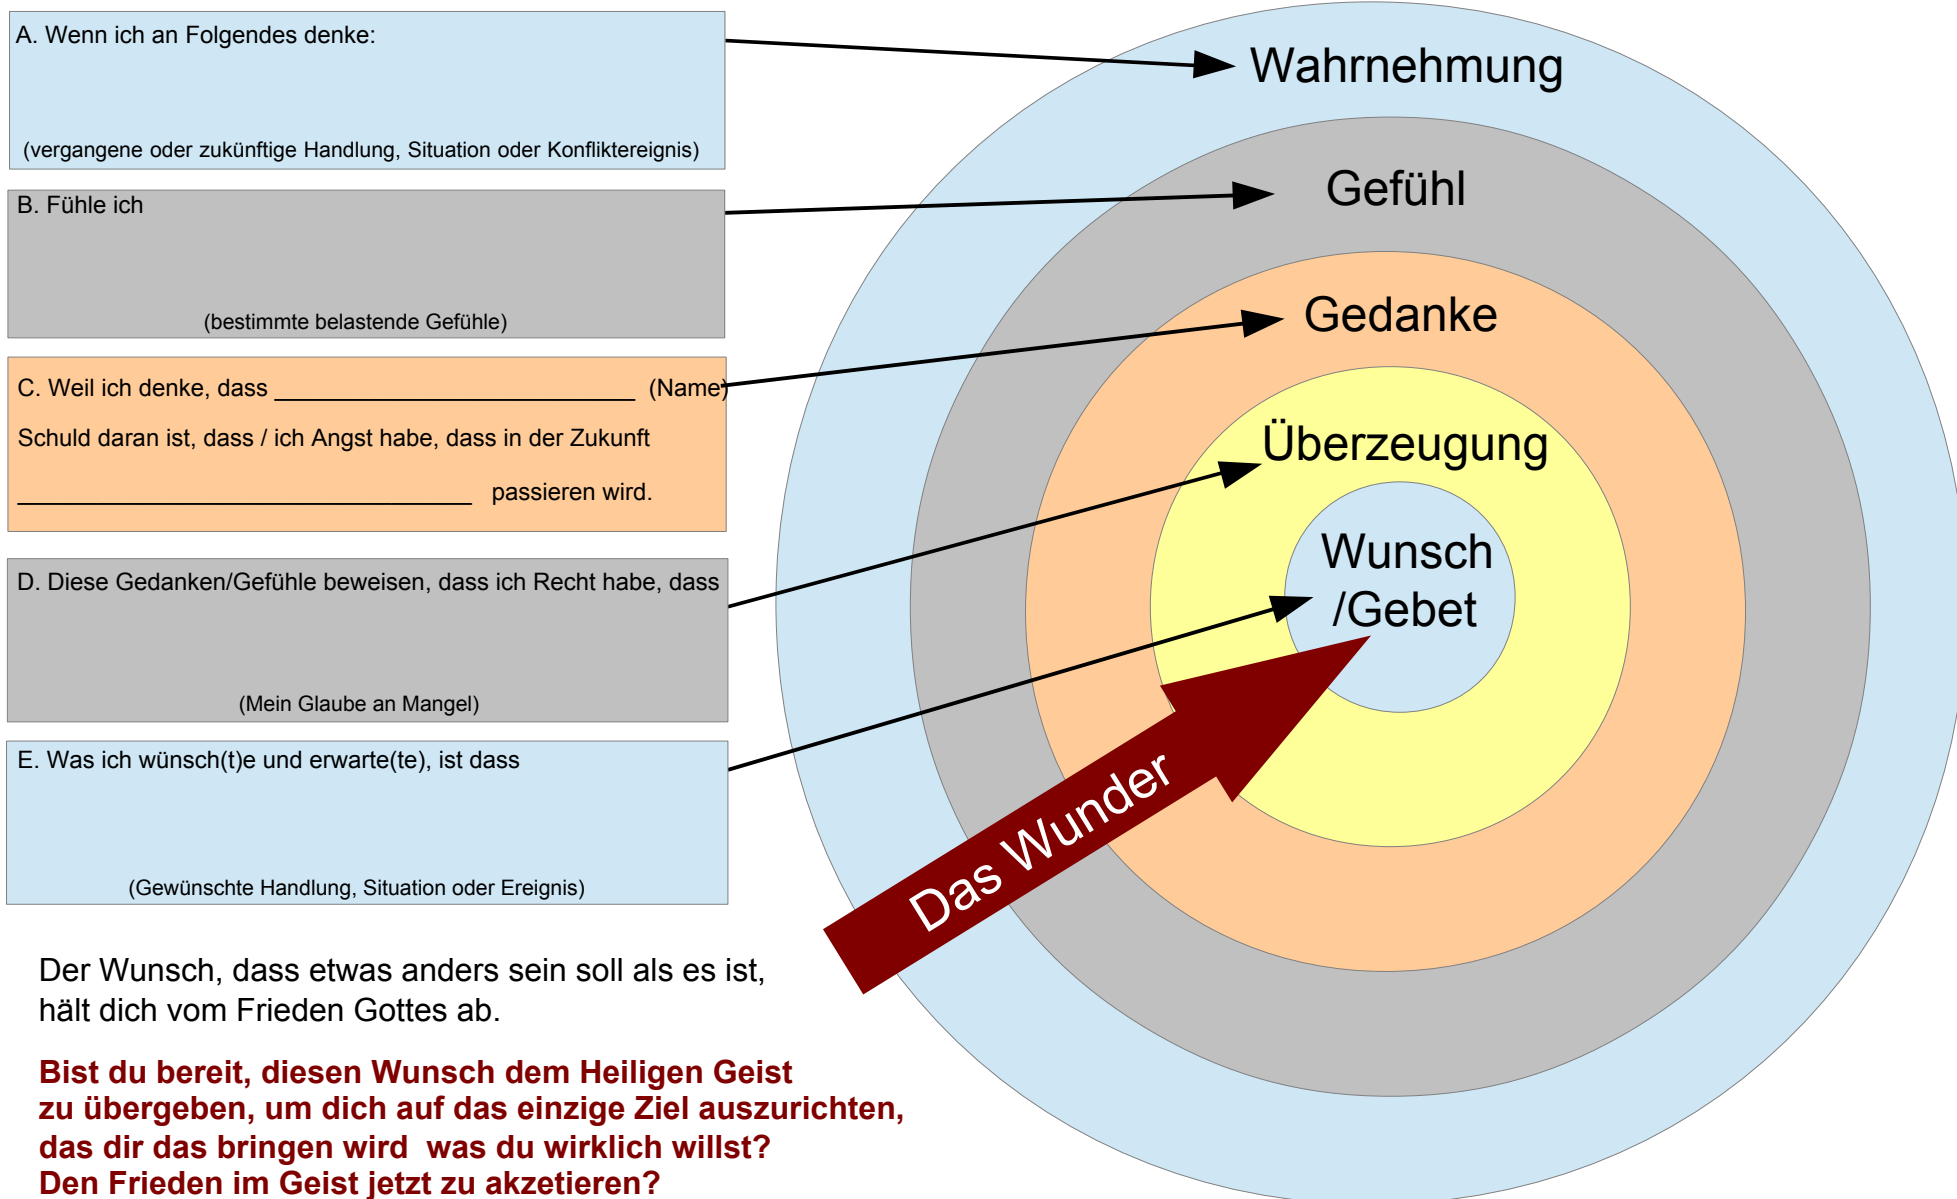 A. Wenn ich an Folgendes denke:
(vergangene oder zukünftige Handlung, Situation oder Konfliktereignis)
B. Fühle ich
(bestimmte belastende Gefühle)
C. Weil ich denke, dass ___________________________ (Name)
Schuld daran ist, dass / ich Angst habe, dass in der Zukunft
__________________________________ passieren wird.
D. Diese Gedanken/Gefühle beweisen, dass ich Recht habe, dass
(Mein Glaube an Mangel)
E. Was ich wünsch(t)e und erwarte(te), ist dass
(Gewünschte Handlung, Situation oder Ereignis)
Der Wunsch, dass etwas anders sein soll als es ist,
hält dich vom Frieden Gottes ab.
Bist du bereit, diesen Wunsch dem Heiligen Geist
zu übergeben, um dich auf das einzige Ziel auszurichten,
das dir das bringen wird  was du wirklich willst?
Den Frieden im Geist jetzt zu akzetieren?
Wahrnehmung
Gefühl
Gedanke
Überzeugung
Wunsch
/Gebet
Das Wunder